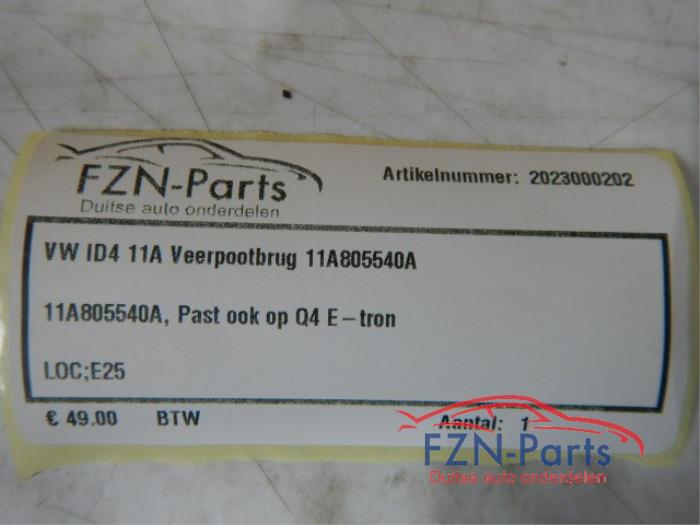 FZN-Parts
Duitse auto onderdelen
Artikelnummer: 2023000202
VW ID4 11A Veerpootbrug 11A805540A
11A805540A, Past ook op Q4 E-tron
LOC;E25
€ 49.00 BTW Aantal: 1
FZN-Parts
Duitse auto onderdelen